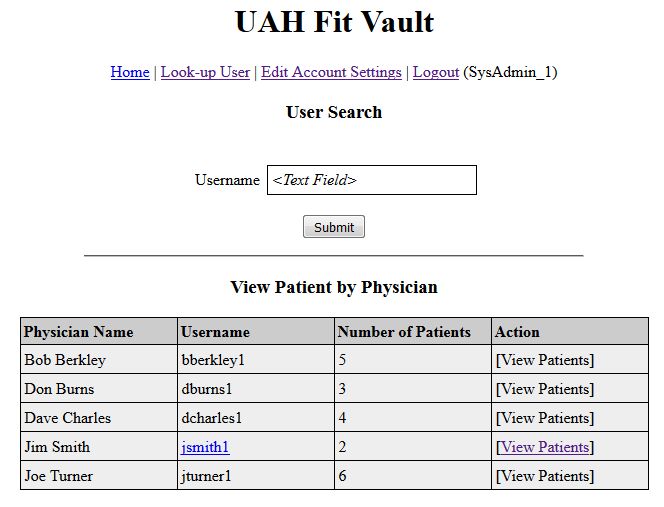 UAH Fit Vault
Home | Look-up User | Edit Account Settings | Logout (SysAdmin_1)
User Search
Username <Text Field>
Submit
View Patient by Physician
Physician Name Username Number of Patients Action
Bob Berkley bberkley1 5 [View Patients]
Don Burns dburns1 3 [View Patients]
Dave Charles dcharles1 4 [View Patients]
Jim Smith jsmith1 2 [View Patients]
Joe Turner jturner1 6 [View Patients]